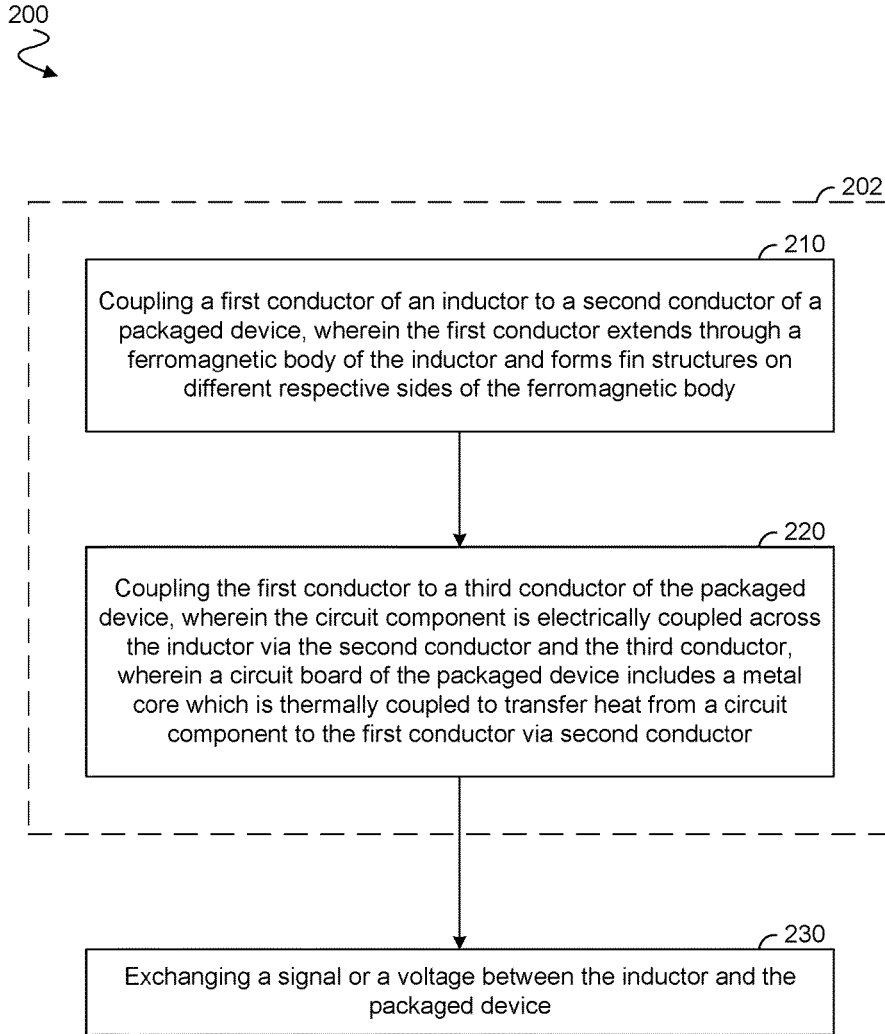 200
202
210
Coupling a first conductor of an inductor to a second conductor of a
packaged device, wherein the first conductor extends through a
ferromagnetic body of the inductor and forms fin structures on
different respective sides of the ferromagnetic body
220
Coupling the first conductor to a third conductor of the packaged
device, wherein the circuit component is electrically coupled across
the inductor via the second conductor and the third conductor,
wherein a circuit board of the packaged device includes a metal
core which is thermally coupled to transfer heat from a circuit
component to the first conductor via second conductor
230
Exchanging a signal or a voltage between the inductor and the
packaged device